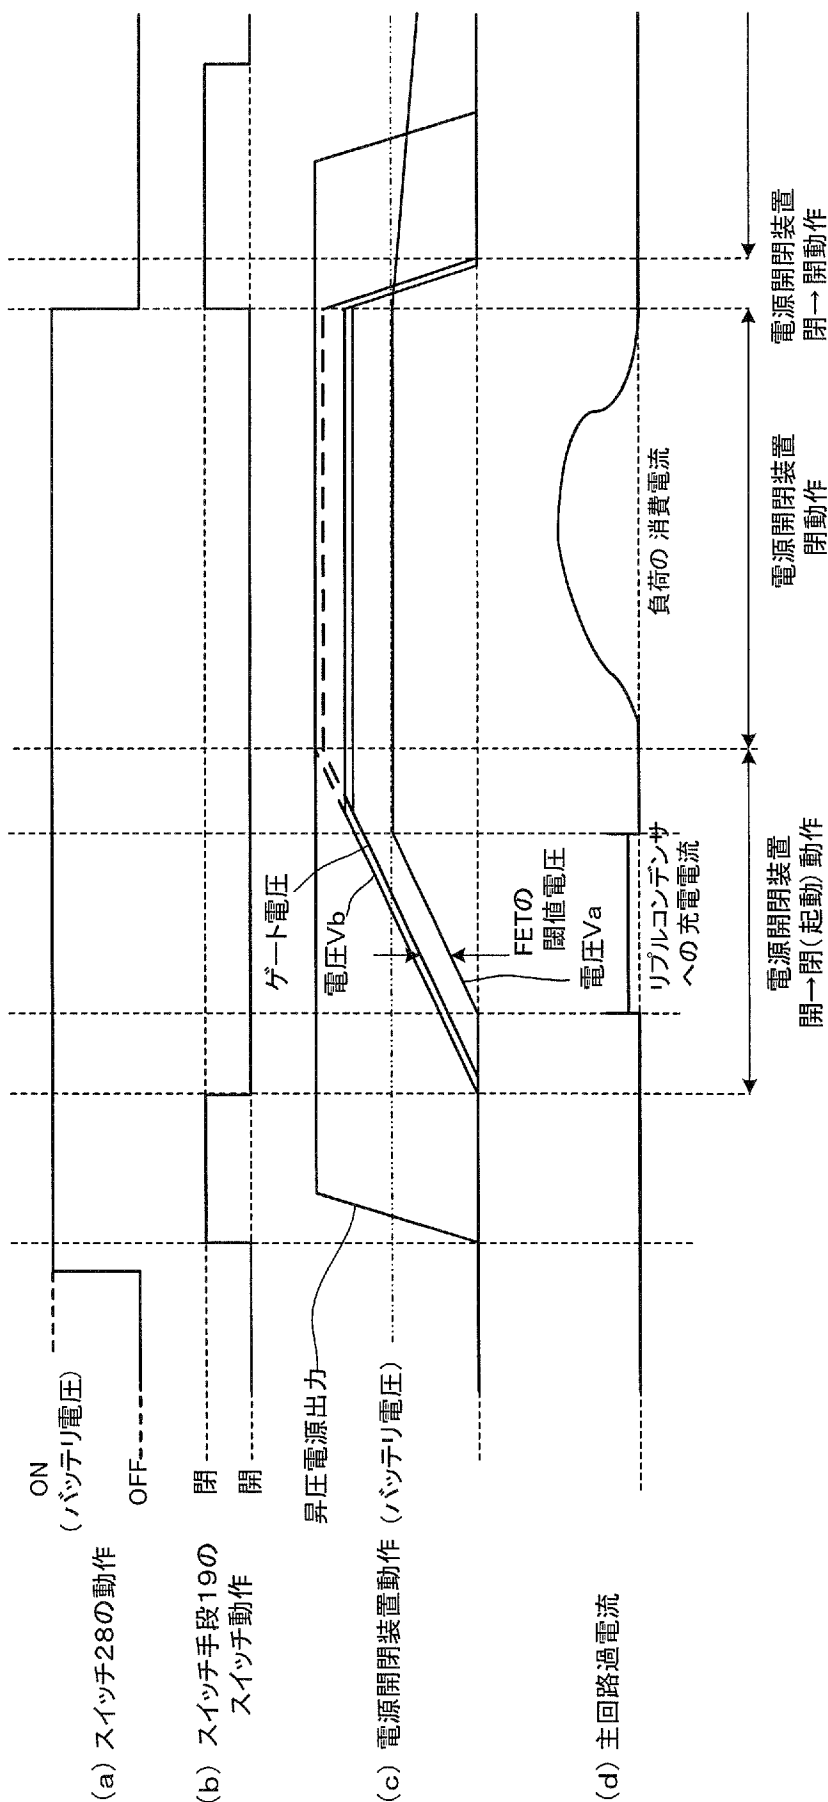 (a) スイッチ28の動作
ON
(バッテリ電圧)
OFF
(b) スイッチ手段19の
スイッチ動作
閉
開
(c) 電源開閉装置動作
昇圧電源出力
(バッテリ電圧)
ゲート電圧
電圧Vb
FETの
閾値電圧
電圧Va
(d) 主回路過電流
リプルコンデンサ
への 充電電流
負荷の 消費電流
電源開閉装置
開→閉(起動)動作
電源開閉装置
閉動作
電源開閉装置
閉→開動作